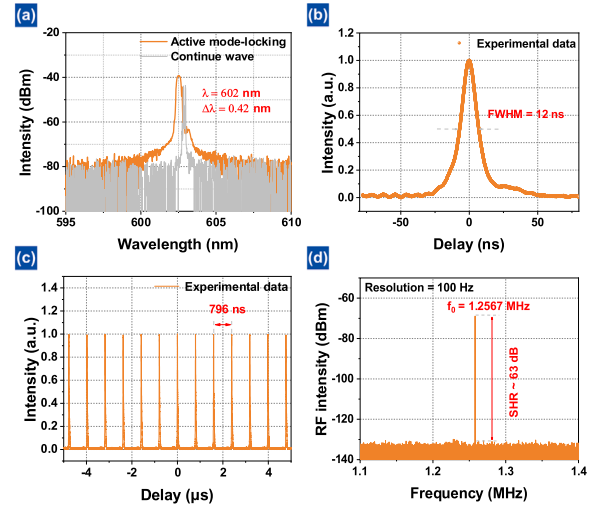 (a)
Active mode-locking
Continue wave
λ = 602 nm
Δλ = 0.42 nm
Intensity (dBm)
-20
-40
-60
-80
-100
595
600
605
610
Wavelength (nm)
(b)
Experimental data
FWHM = 12 ns
Intensity (a.u.)
1.2
1.0
0.8
0.6
0.4
0.2
0.0
-50
0
50
Delay (ns)
(c)
Experimental data
796 ns
Intensity (a.u.)
1.4
1.2
1.0
0.8
0.6
0.4
0.2
0.0
-4
-2
0
2
4
Delay (μs)
(d)
Resolution = 100 Hz
f0 = 1.2567 MHz
SHR ~ 63 dB
RF intensity (dBm)
-60
-80
-100
-120
-140
1.1
1.2
1.3
1.4
Frequency (MHz)